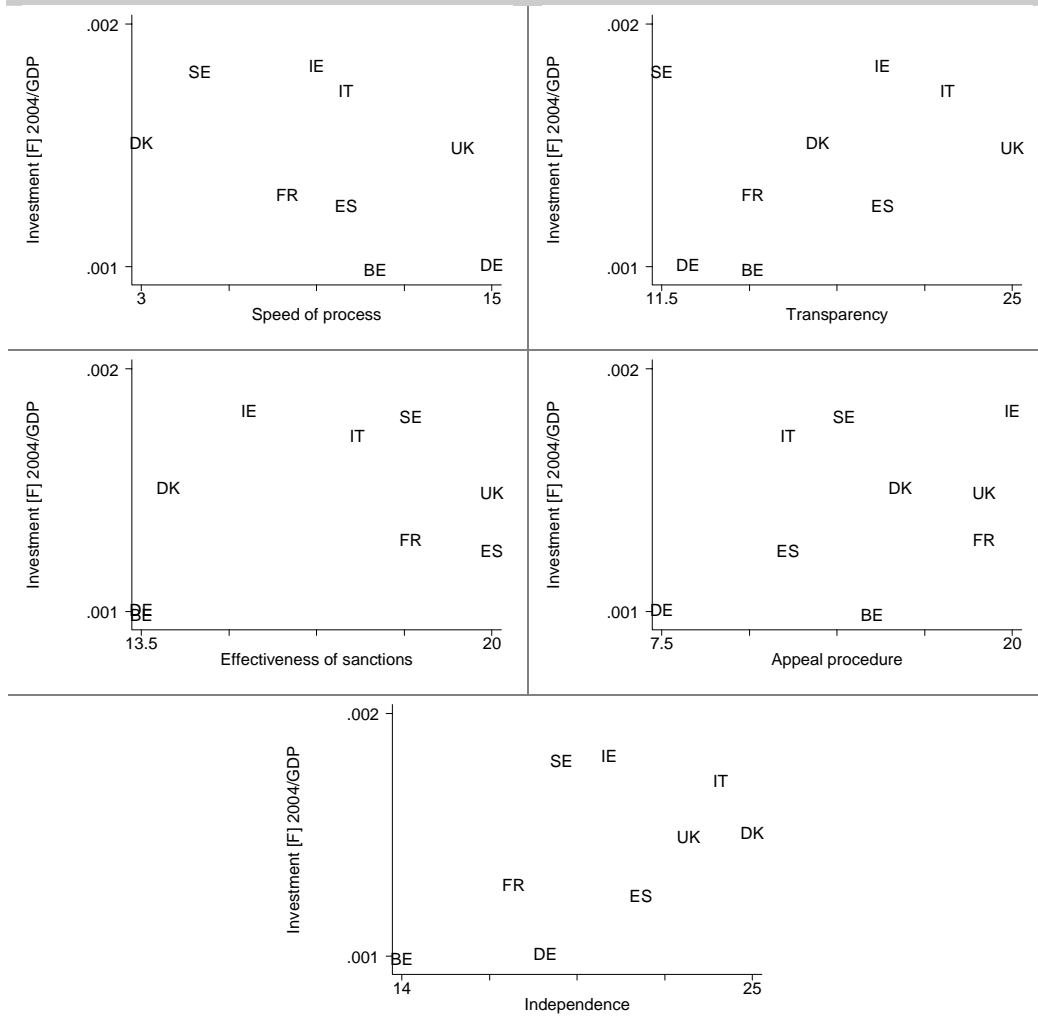 .002
Investment [F] 2004/GDP
.001
SE
IE
IT
DK
UK
FR
ES
BE
DE
3
15
Speed of process
.002
Investment [F] 2004/GDP
.001
SE
IE
IT
DK
UK
FR
ES
DE
BE
11.5
25
Transparency
.002
Investment [F] 2004/GDP
.001
IE
SE
IT
DK
UK
FR
ES
DE
BE
13.5
20
Effectiveness of sanctions
.002
Investment [F] 2004/GDP
.001
IE
SE
IT
DK
UK
FR
ES
DE
BE
7.5
20
Appeal procedure
.002
Investment [F] 2004/GDP
.001
SE
IE
IT
UK
DK
FR
ES
BE
DE
14
25
Independence